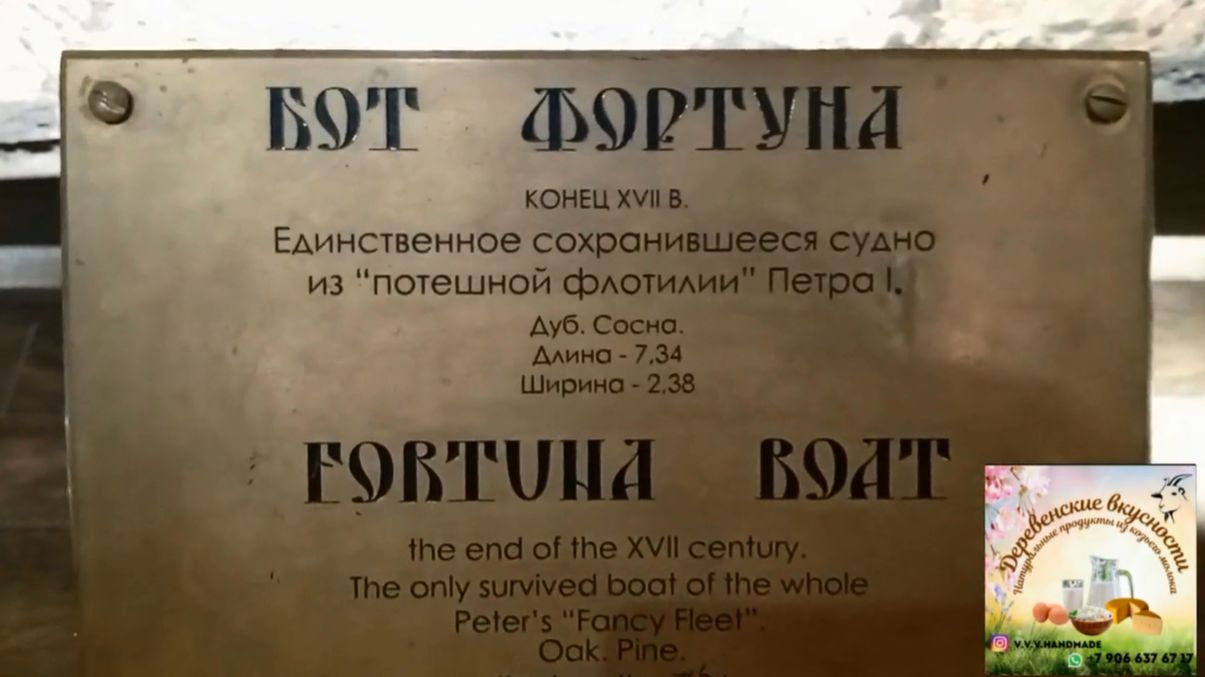 БОТ ФОРТУНА
КОНЕЦ XVII В.
Единственное сохранившееся судно
из "потешной флотилии" Петра I.
Дуб. Сосна.
Длина - 7,34
Ширина - 2,38
FORTUNA BOAT
the end of the XVII century.
The only survived boat of the whole
Peter's "Fancy Fleet".
Oak. Pine.
Деревенские вкусности
Натуральные продукты из козьего молока
V.V.V.HANDMADE
+7 906 637 67 17